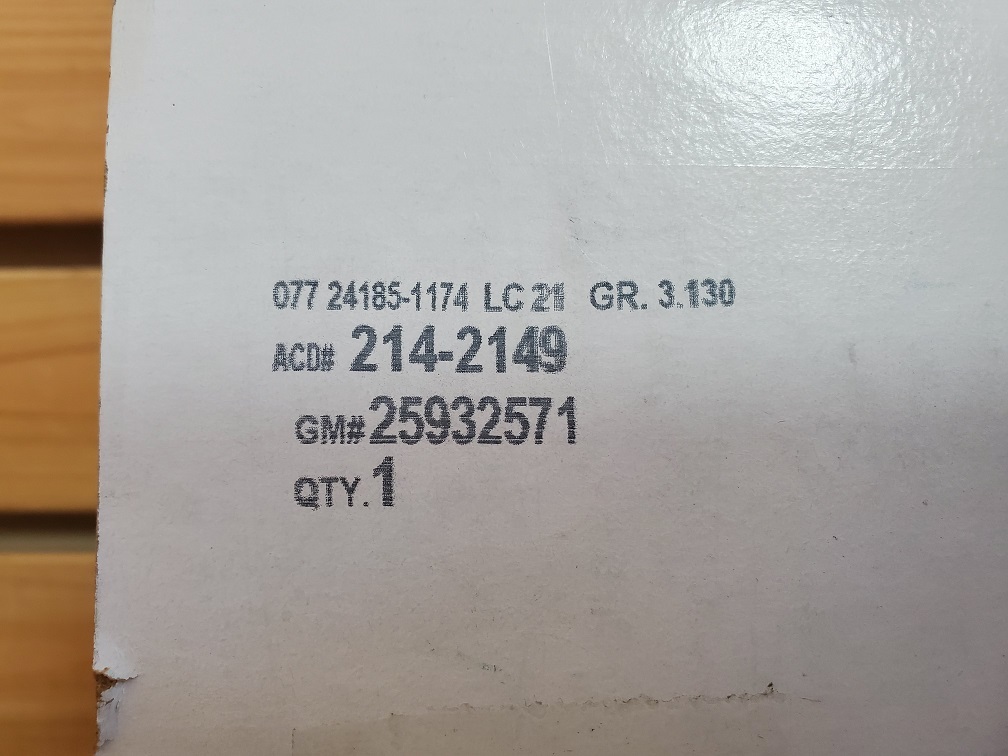 077 24185-1174 LC 21 GR. 3.130
ACD# 214-2149
GM#25932571
QTY.1